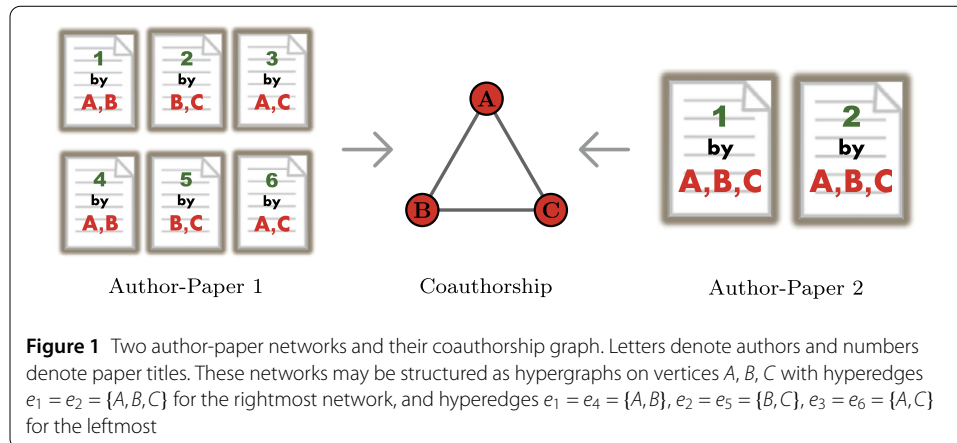 1
by
A,B
2
by
B,C
3
by
A,C
4
by
A,B
5
by
B,C
6
by
A,C
Author-Paper 1
A
B
C
Coauthorship
1
by
A,B,C
2
by
A,B,C
Author-Paper 2
Figure 1 Two author-paper networks and their coauthorship graph. Letters denote authors and numbers
denote paper titles. These networks may be structured as hypergraphs on vertices A, B, C with hyperedges
e₁ = e₂ = {A, B, C} for the rightmost network, and hyperedges e₁ = e₄ = {A, B}, e₂ = e₅ = {B, C}, e₃ = e₆ = {A, C}
for the leftmost